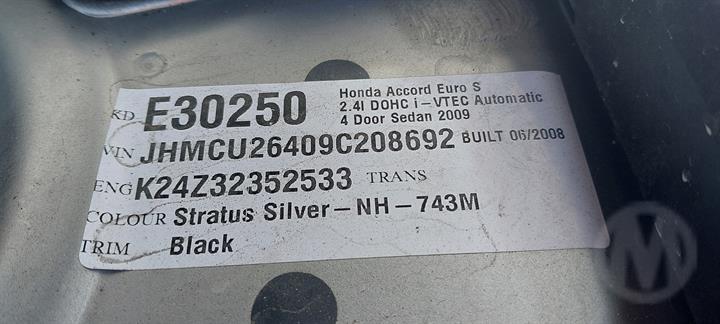 KD E30250 Honda Accord Euro S
2.4l DOHC i-VTEC Automatic
4 Door Sedan 2009
VIN JHMCU26409C208692 BUILT 06/2008
ENG K24Z32352533 TRANS
COLOUR Stratus Silver-NH-743M
TRIM Black
M